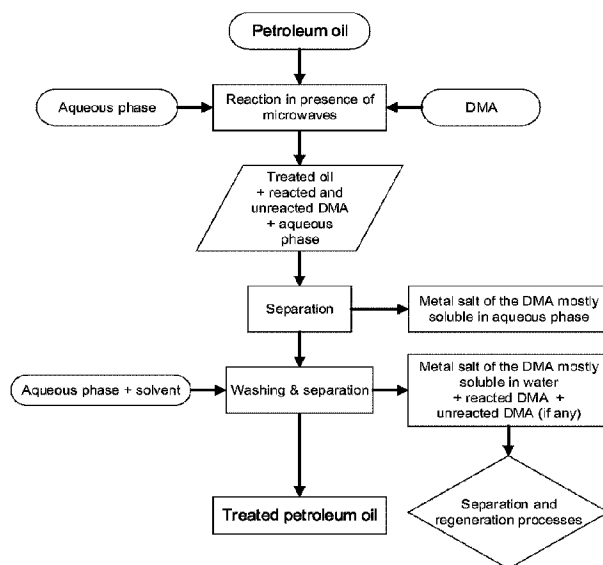 Petroleum oil
Aqueous phase
Reaction in presence of
microwaves
DMA
Treated oil
+ reacted and
unreacted DMA
+ aqueous
phase
Separation
Metal salt of the DMA mostly
soluble in aqueous phase
Aqueous phase + solvent
Washing & separation
Metal salt of the DMA mostly
soluble in water
+ reacted DMA +
unreacted DMA (if any)
Treated petroleum oil
Separation and
regeneration processes